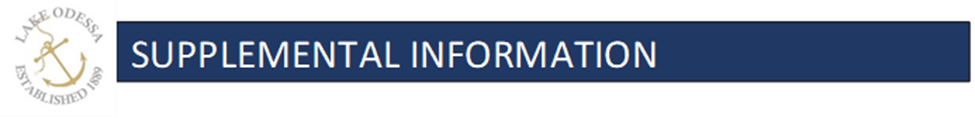 LAKE ODESSA
ESTABLISHED 1889
SUPPLEMENTAL INFORMATION